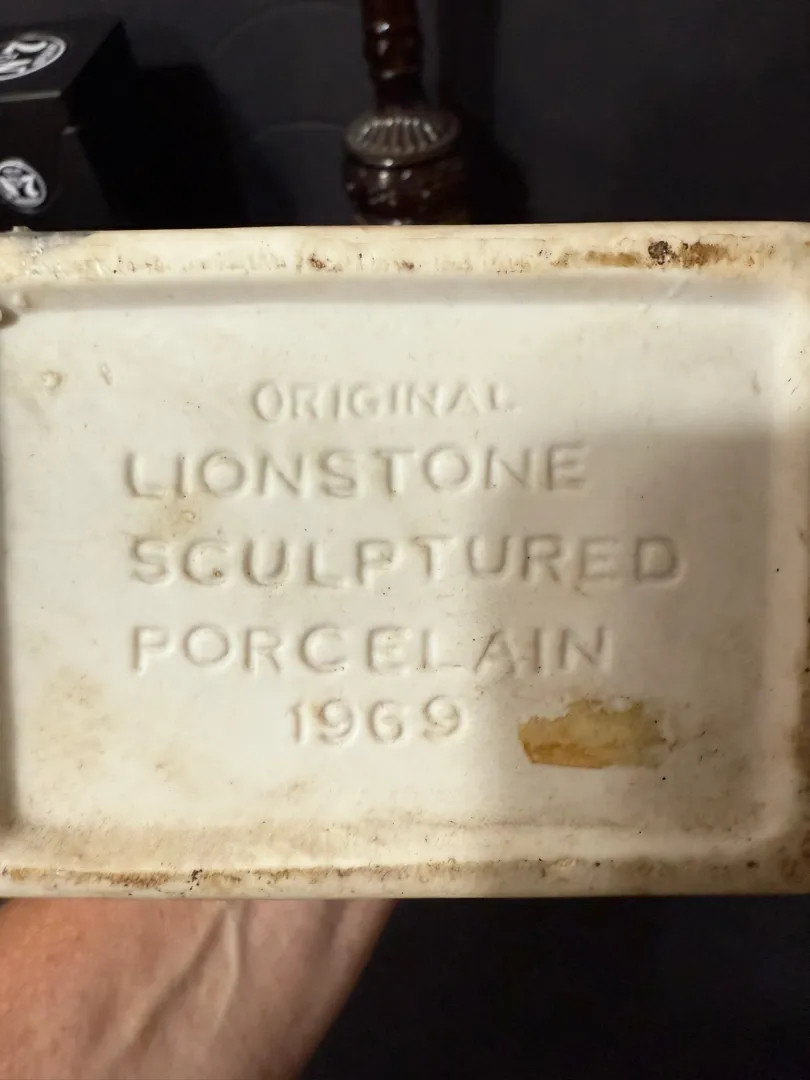 ORIGINAL
LIONSTONE
SCULPTURED
PORCELAIN
1969